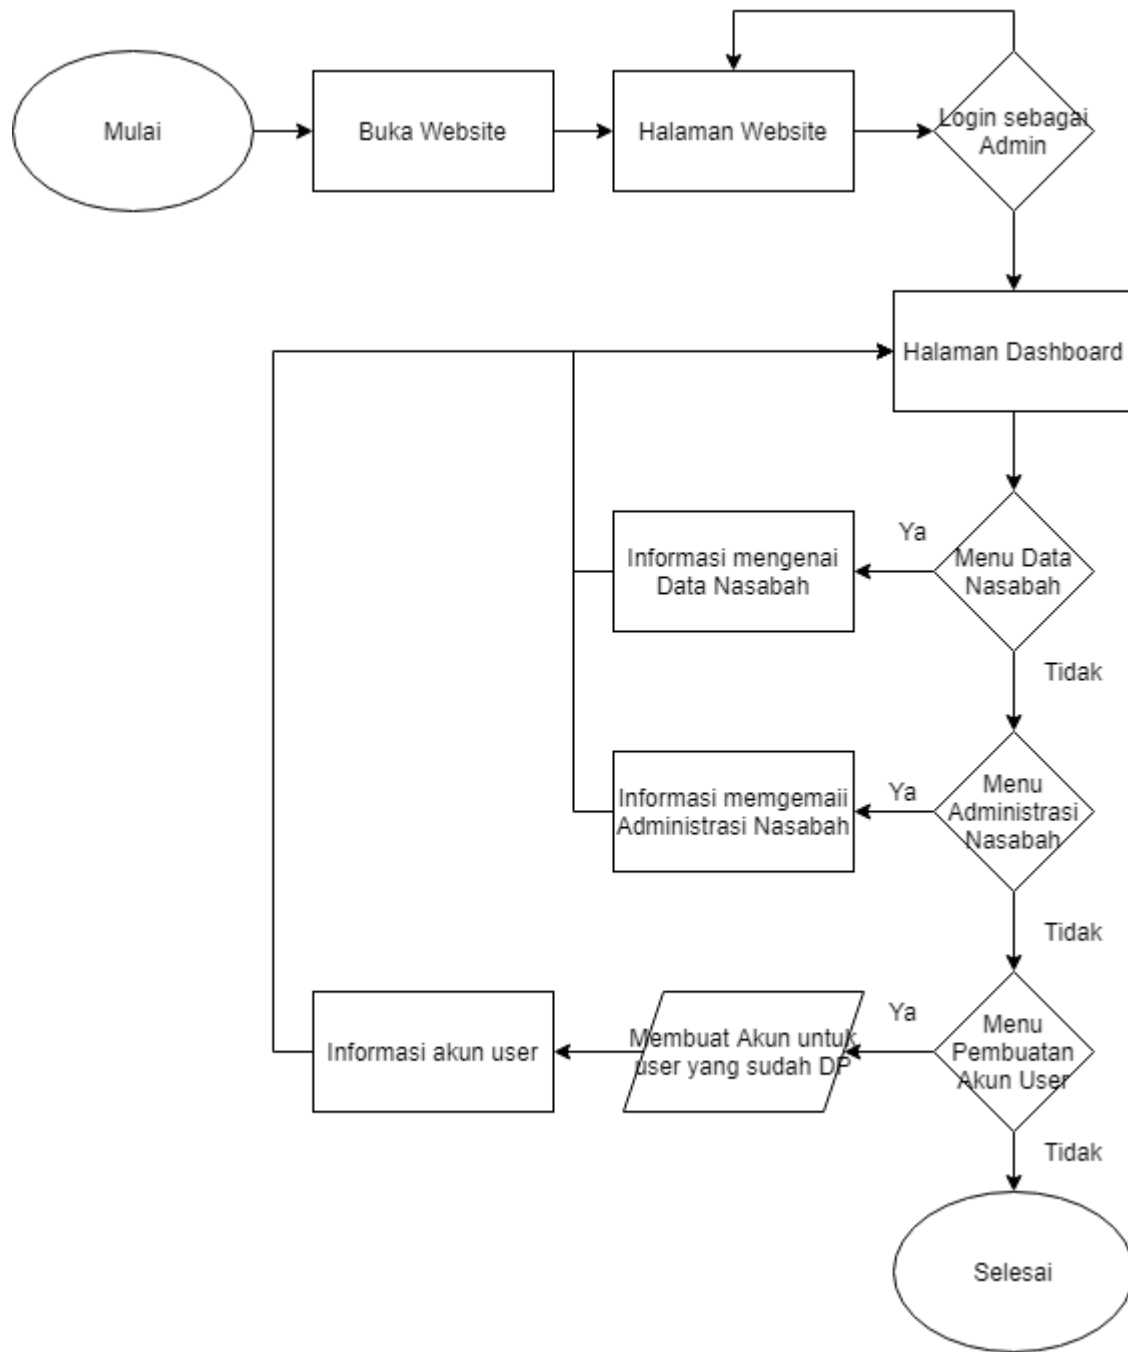 Mulai
Buka Website
Halaman Website
Login sebagai
Admin
Halaman Dashboard
Ya
Informasi mengenai
Data Nasabah
Menu Data
Nasabah
Tidak
Ya
Informasi memgemaii
Administrasi Nasabah
Menu
Administrasi
Nasabah
Tidak
Ya
Informasi akun user
Membuat Akun untuk
user yang sudah DP
Menu
Pembuatan
Akun User
Tidak
Selesai